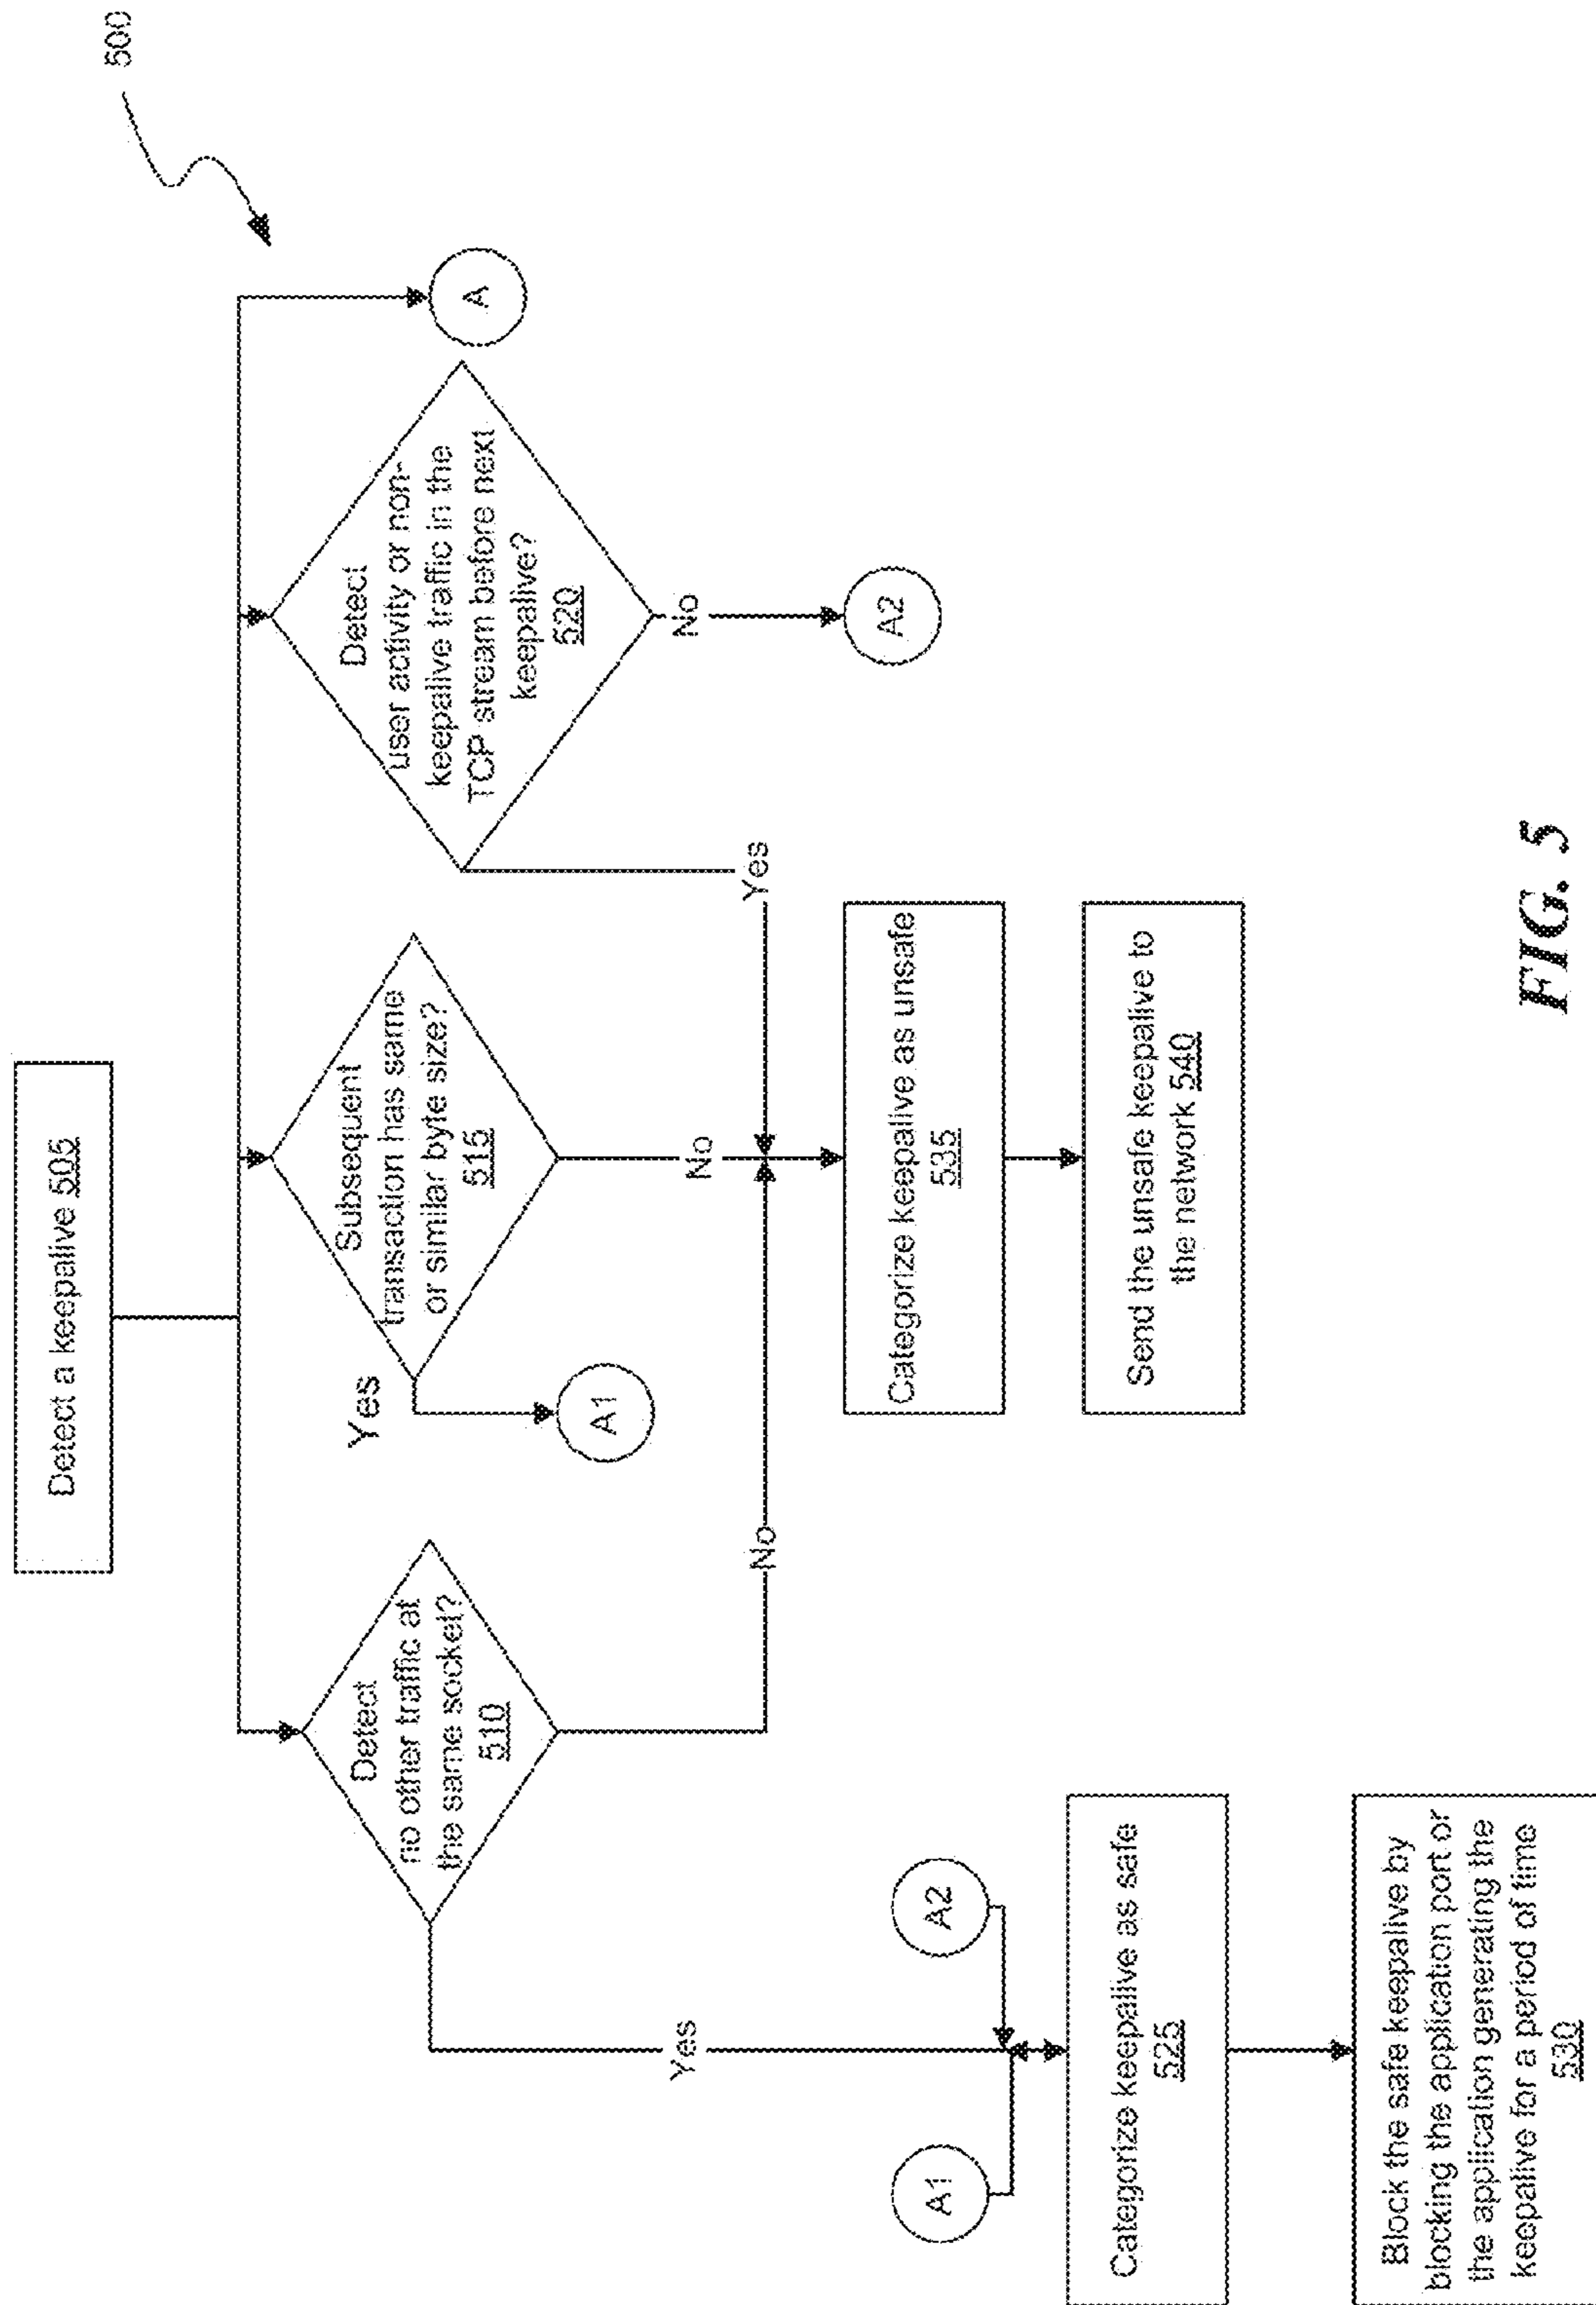 500
Detect a keepalive 505
Detect
no other traffic at
the same socket?
510
Subsequent
transaction has same
or similar byte size?
515
Detect
user activity or non-
keepalive traffic in the
TCP stream before next
keepalive?
520
A
Yes
A1
No
A2
Yes
No
No
Yes
A1
A2
Categorize keepalive as safe
525
Categorize keepalive as unsafe
535
Block the safe keepalive by
blocking the application port or
the application generating the
keepalive for a period of time
530
Send the unsafe keepalive to
the network 540
FIG. 5